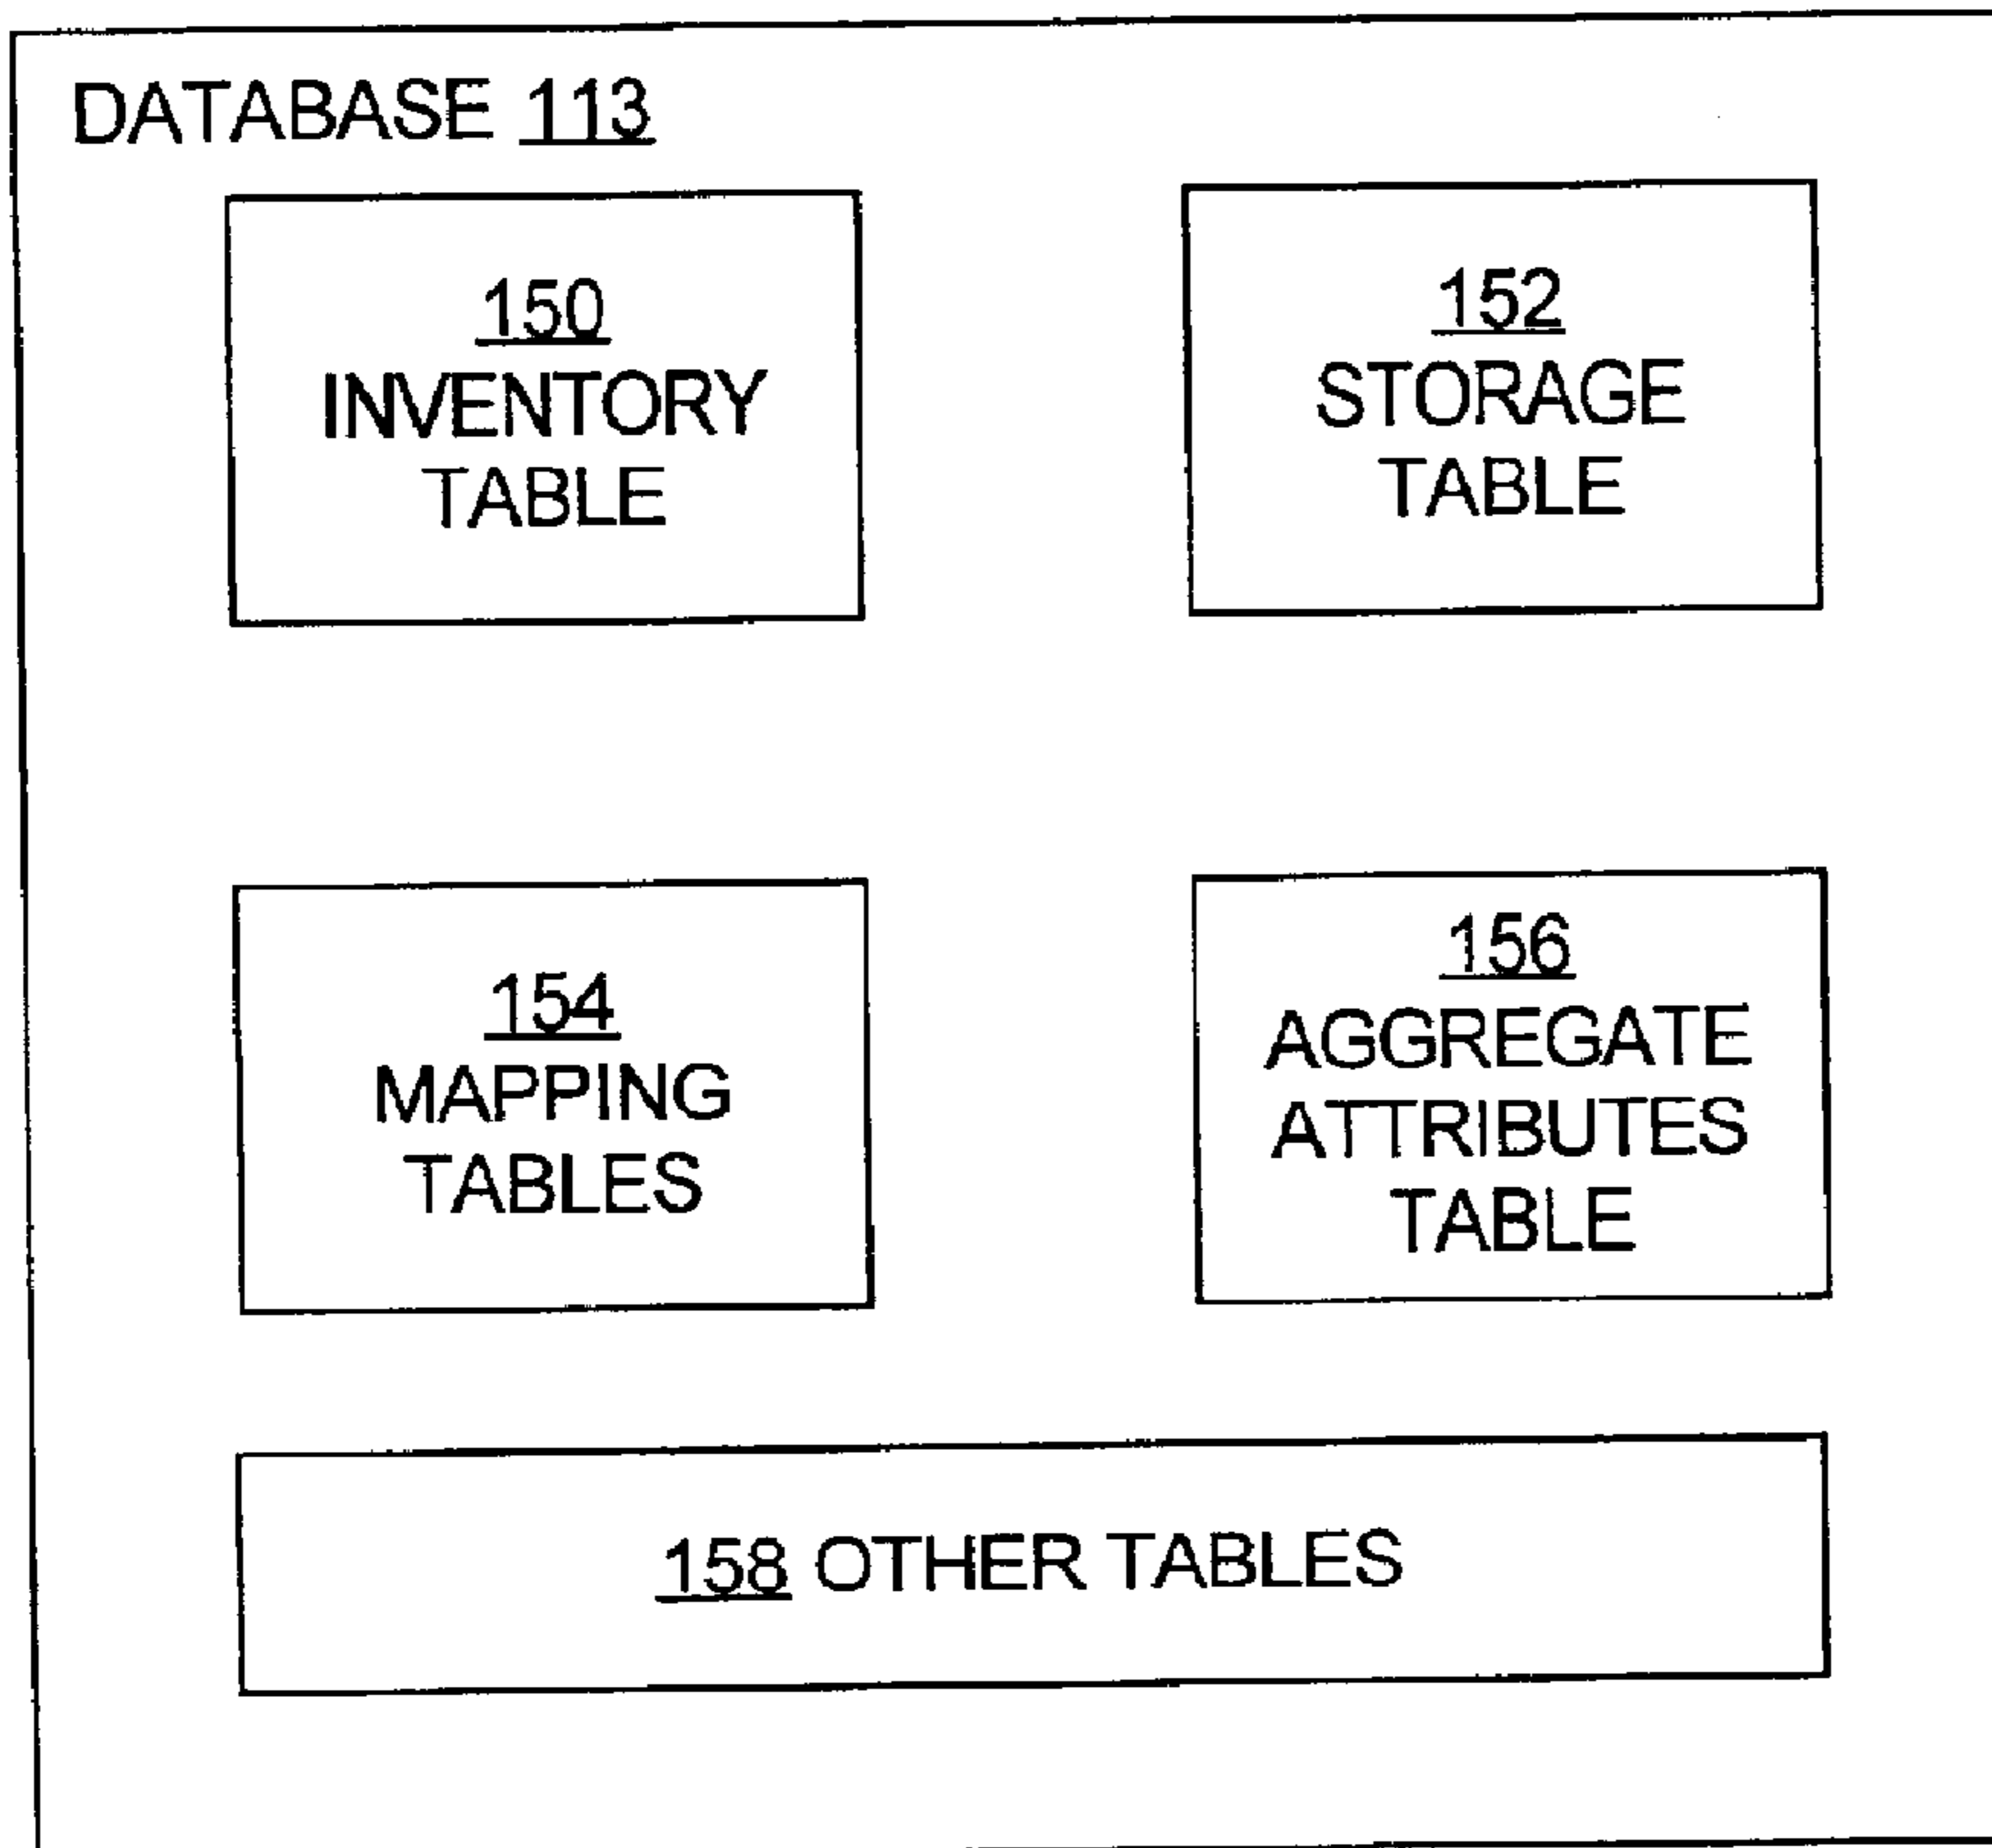 DATABASE 113
150
INVENTORY
TABLE
152
STORAGE
TABLE
154
MAPPING
TABLES
156
AGGREGATE
ATTRIBUTES
TABLE
158 OTHER TABLES